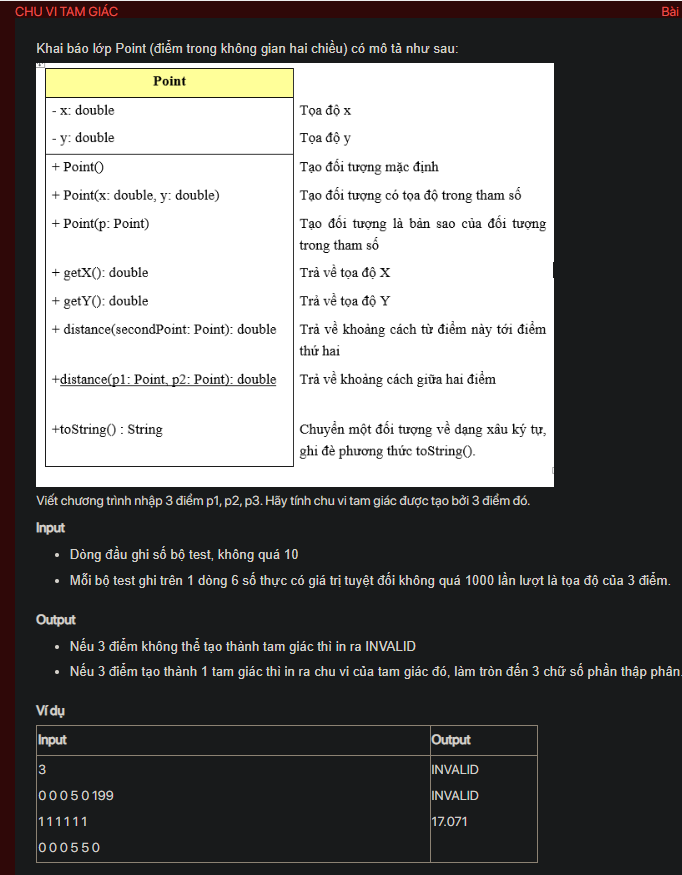 CHU VI TAM GIÁC Bài
Khai báo lớp Point (điểm trong không gian hai chiều) có mô tả như sau:
Point
- x: double Tọa độ x
- y: double Tọa độ y
+ Point() Tạo đối tượng mặc định
+ Point(x: double, y: double) Tạo đối tượng có tọa độ trong tham số
+ Point(p: Point) Tạo đối tượng là bản sao của đối tượng
trong tham số
+ getX(): double Trả về tọa độ X
+ getY(): double Trả về tọa độ Y
+ distance(secondPoint: Point): double Trả về khoảng cách từ điểm này tới điểm
thứ hai
+distance(p1: Point, p2: Point): double Trả về khoảng cách giữa hai điểm
+toString() : String Chuyển một đối tượng về dạng xâu ký tự,
ghi đè phương thức toString().
Viết chương trình nhập 3 điểm p1, p2, p3. Hãy tính chu vi tam giác được tạo bởi 3 điểm đó.
Input
• Dòng đầu ghi số bộ test, không quá 10
• Mỗi bộ test ghi trên 1 dòng 6 số thực có giá trị tuyệt đối không quá 1000 lần lượt là tọa độ của 3 điểm.
Output
• Nếu 3 điểm không thể tạo thành tam giác thì in ra INVALID
• Nếu 3 điểm tạo thành 1 tam giác thì in ra chu vi của tam giác đó, làm tròn đến 3 chữ số phần thập phân.
Ví dụ
Input Output
3 INVALID
0 0 0 5 0 199 INVALID
1 1 1 1 1 1 17.071
0 0 0 5 5 0